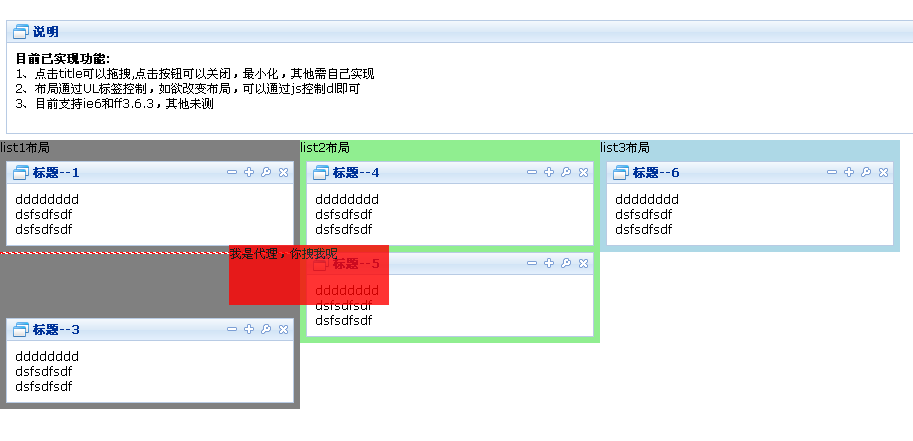 说明
目前已实现功能:
1、点击title可以拖拽,点击按钮可以关闭，最小化，其他需自己实现
2、布局通过UL标签控制，如欲改变布局，可以通过js控制dl即可
3、目前支持ie6和ff3.6.3，其他未测
list1布局
list2布局
list3布局
标题--1
标题--4
标题--6
dddddddd
dsfsdfsdf
dsfsdfsdf
dddddddd
dsfsdfsdf
dsfsdfsdf
dddddddd
dsfsdfsdf
dsfsdfsdf
我是代理，你拽我呢
标题--5
dddddddd
dsfsdfsdf
dsfsdfsdf
标题--3
dddddddd
dsfsdfsdf
dsfsdfsdf